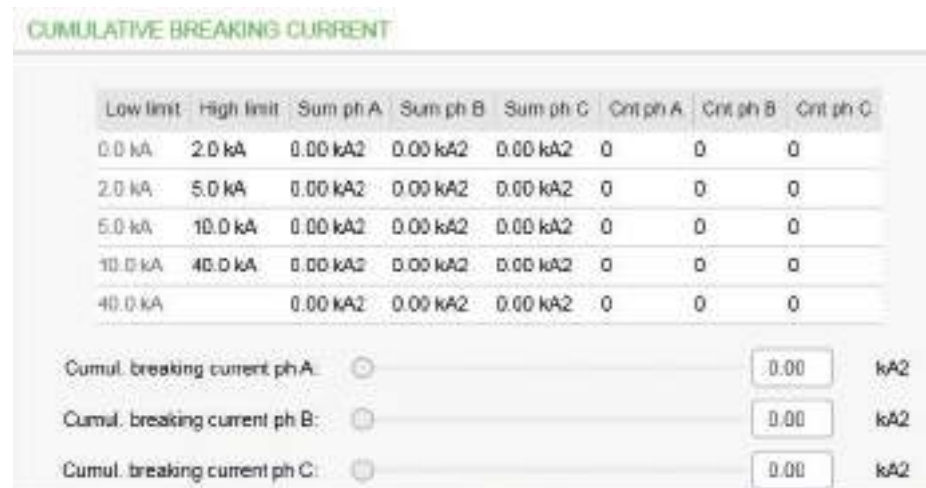 CUMULATIVE BREAKING CURRENT
Low limit High limit Sum ph A Sum ph B Sum ph C Cnt ph A Cnt ph B Cnt ph C
0.0 kA 2.0 kA 0.00 kA2 0.00 kA2 0.00 kA2 0 0 0
2.0 kA 5.0 kA 0.00 kA2 0.00 kA2 0.00 kA2 0 0 0
5.0 kA 10.0 kA 0.00 kA2 0.00 kA2 0.00 kA2 0 0 0
10.0 kA 40.0 kA 0.00 kA2 0.00 kA2 0.00 kA2 0 0 0
40.0 kA 0.00 kA2 0.00 kA2 0.00 kA2 0 0 0
Cumul. breaking current ph A: 0.00 kA2
Cumul. breaking current ph B: 0.00 kA2
Cumul. breaking current ph C: 0.00 kA2